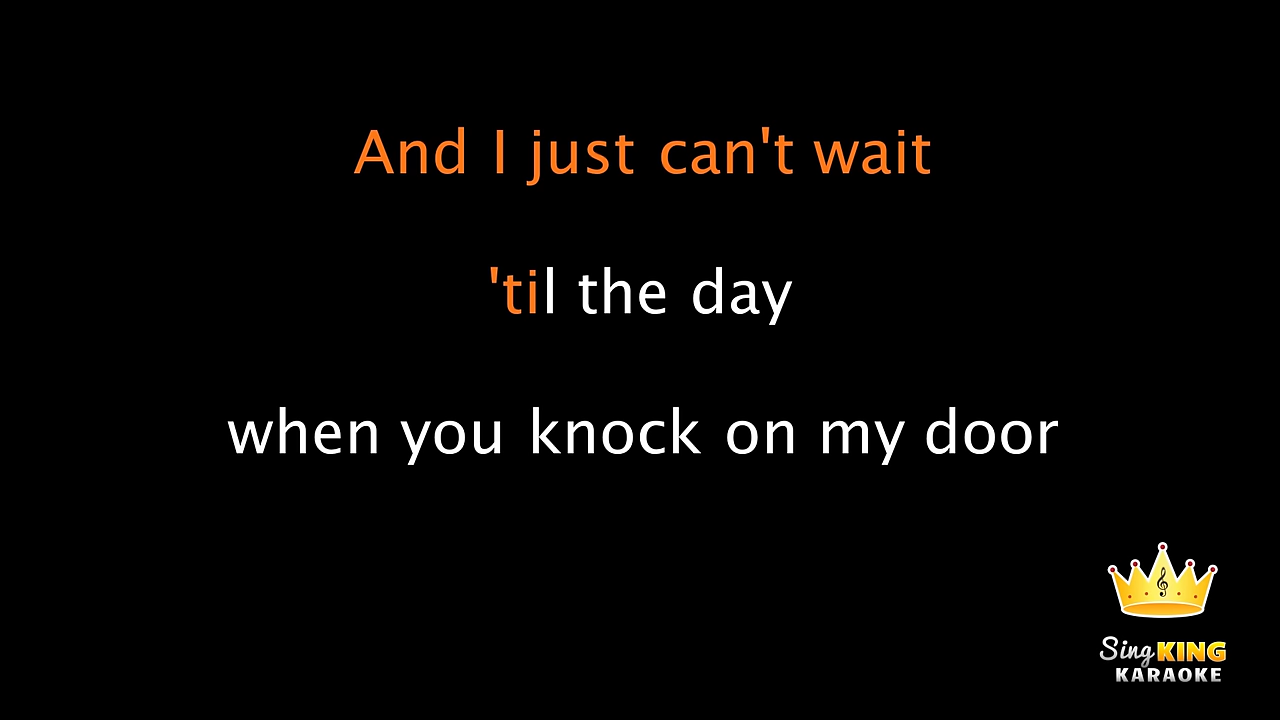 And I just can't wait
'til the day
when you knock on my door
Sing KING
KARAOKE